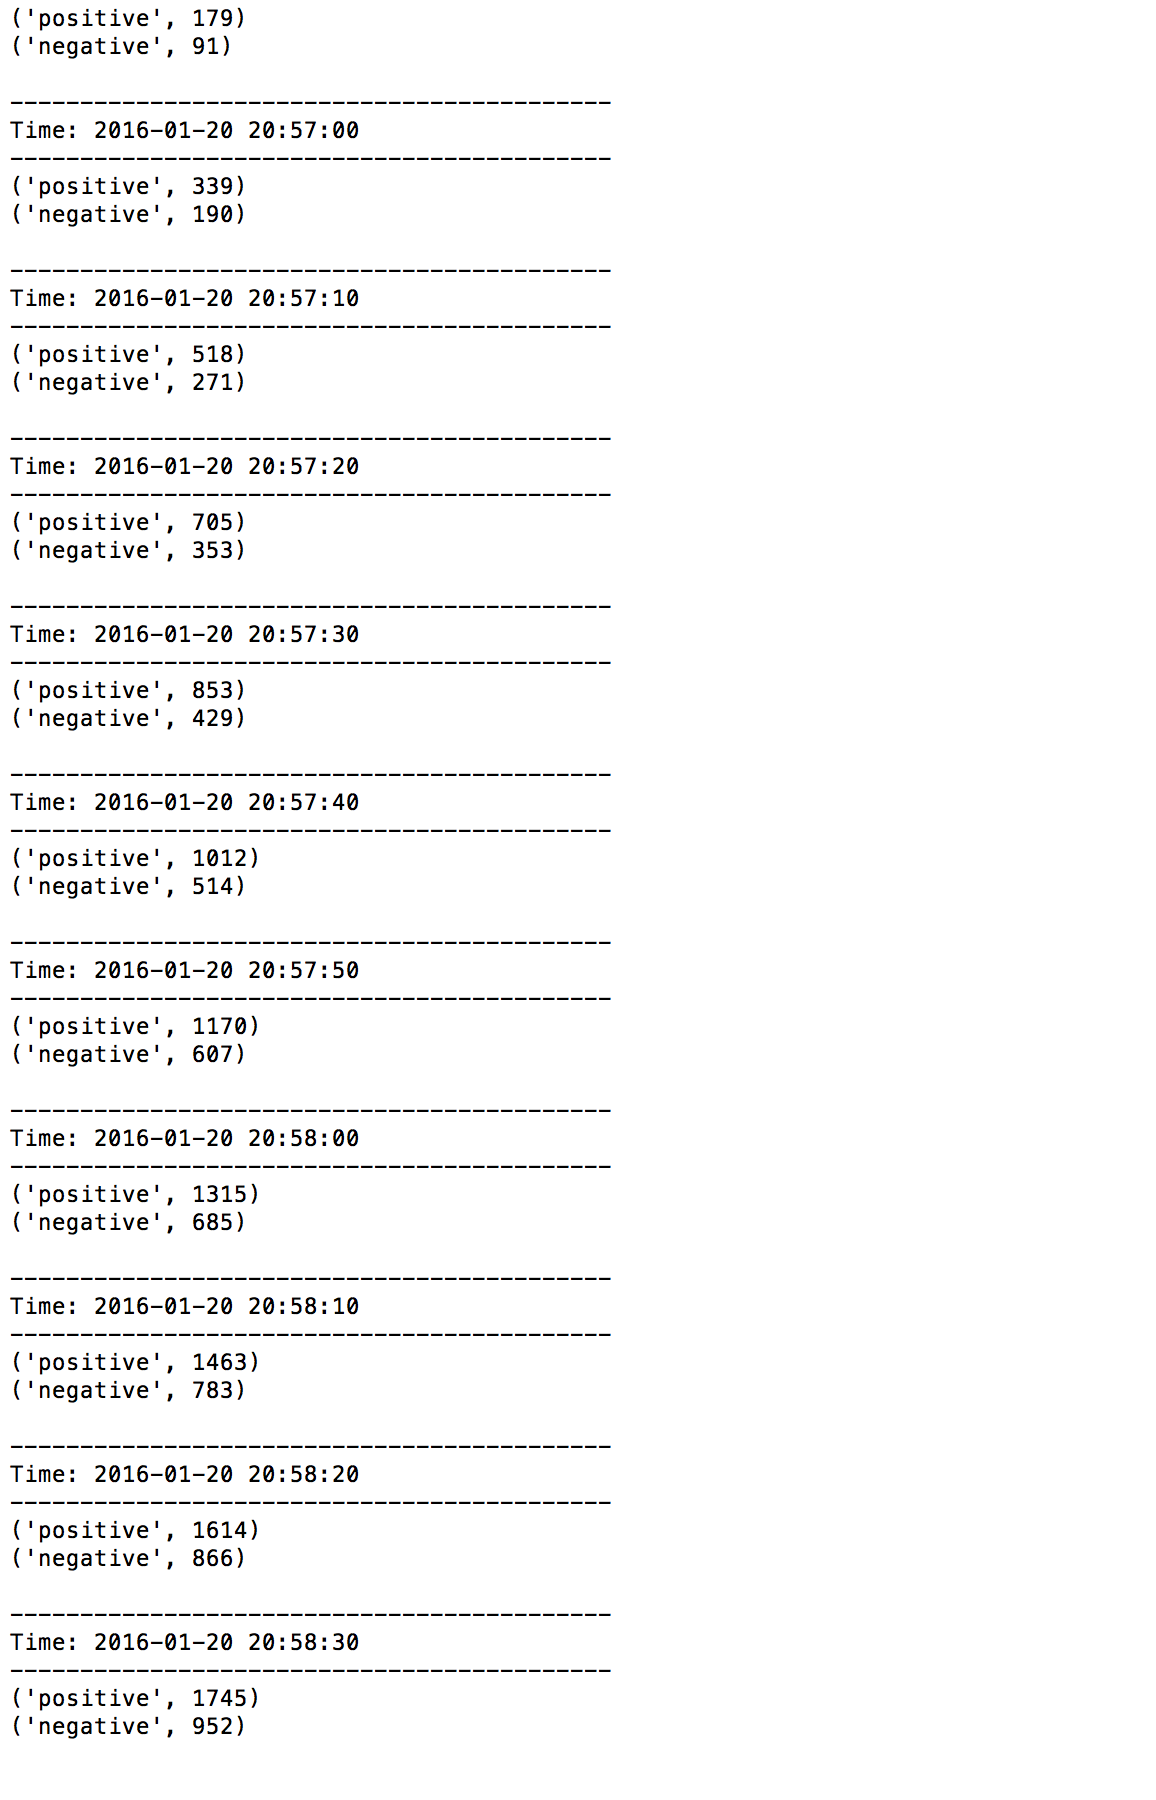 ('positive', 179)
('negative', 91)
-------------------------------------------
Time: 2016-01-20 20:57:00
-------------------------------------------
('positive', 339)
('negative', 190)
-------------------------------------------
Time: 2016-01-20 20:57:10
-------------------------------------------
('positive', 518)
('negative', 271)
-------------------------------------------
Time: 2016-01-20 20:57:20
-------------------------------------------
('positive', 705)
('negative', 353)
-------------------------------------------
Time: 2016-01-20 20:57:30
-------------------------------------------
('positive', 853)
('negative', 429)
-------------------------------------------
Time: 2016-01-20 20:57:40
-------------------------------------------
('positive', 1012)
('negative', 514)
-------------------------------------------
Time: 2016-01-20 20:57:50
-------------------------------------------
('positive', 1170)
('negative', 607)
-------------------------------------------
Time: 2016-01-20 20:58:00
-------------------------------------------
('positive', 1315)
('negative', 685)
-------------------------------------------
Time: 2016-01-20 20:58:10
-------------------------------------------
('positive', 1463)
('negative', 783)
-------------------------------------------
Time: 2016-01-20 20:58:20
-------------------------------------------
('positive', 1614)
('negative', 866)
-------------------------------------------
Time: 2016-01-20 20:58:30
-------------------------------------------
('positive', 1745)
('negative', 952)